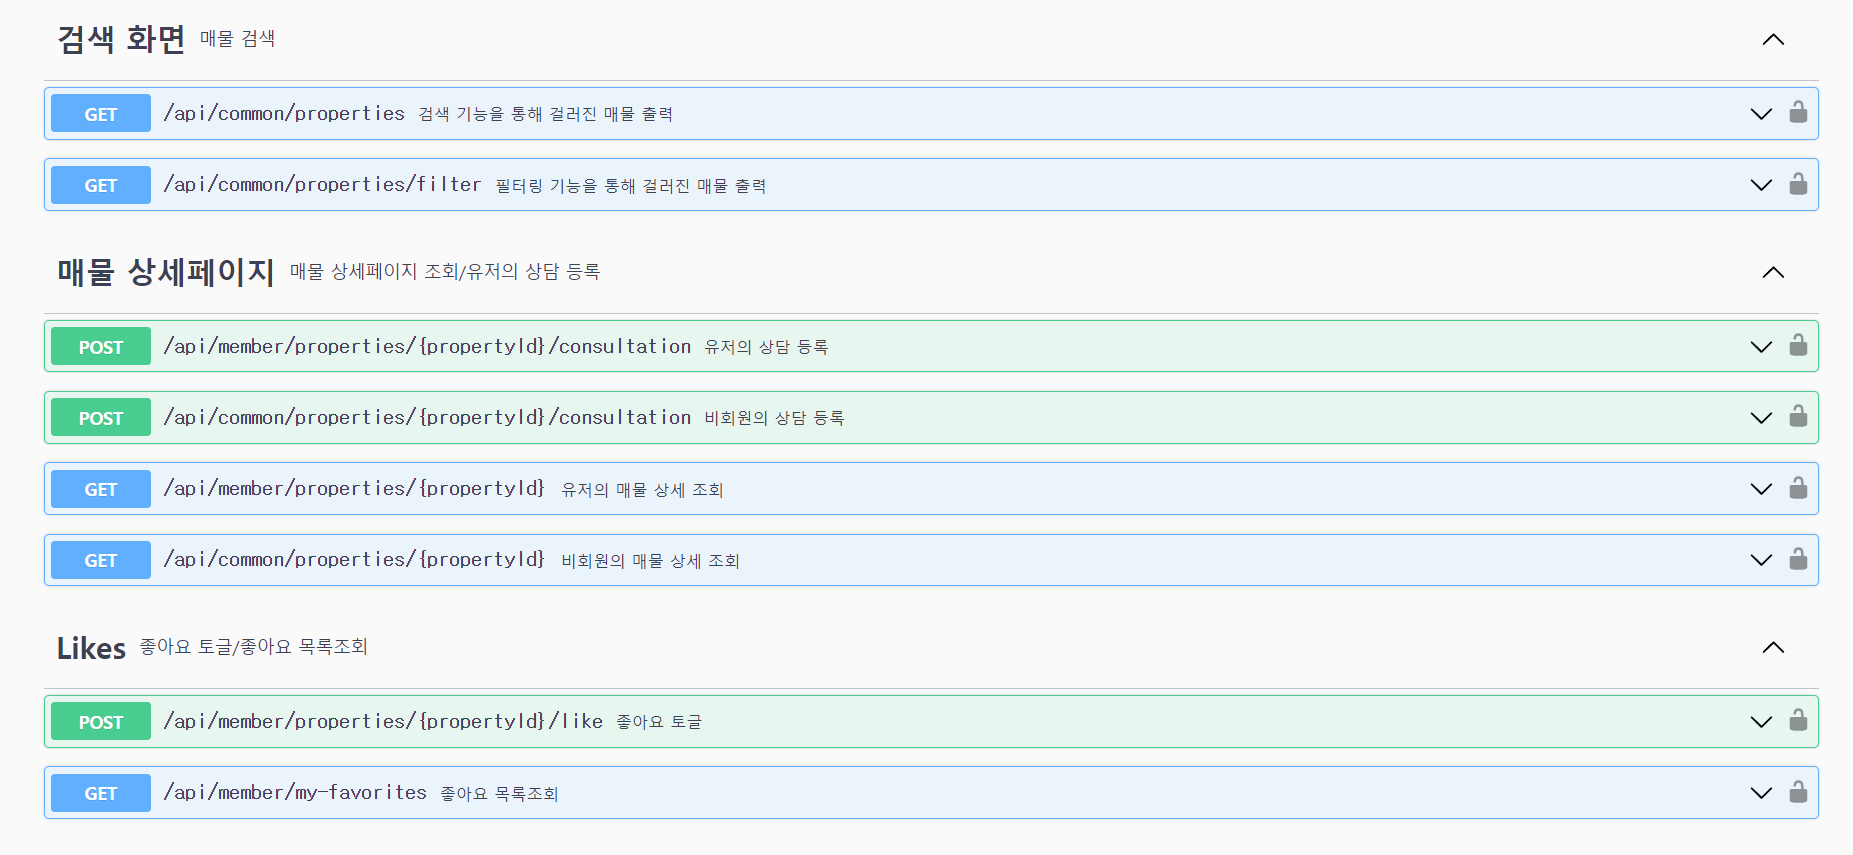 검색 화면 매물 검색
GET /api/common/properties 검색 기능을 통해 걸러진 매물 출력
GET /api/common/properties/filter 필터링 기능을 통해 걸러진 매물 출력
매물 상세페이지 매물 상세페이지 조회/유저의 상담 등록
POST /api/member/properties/{propertyId}/consultation 유저의 상담 등록
POST /api/common/properties/{propertyId}/consultation 비회원의 상담 등록
GET /api/member/properties/{propertyId} 유저의 매물 상세 조회
GET /api/common/properties/{propertyId} 비회원의 매물 상세 조회
Likes 좋아요 토글/좋아요 목록조회
POST /api/member/properties/{propertyId}/like 좋아요 토글
GET /api/member/my-favorites 좋아요 목록조회